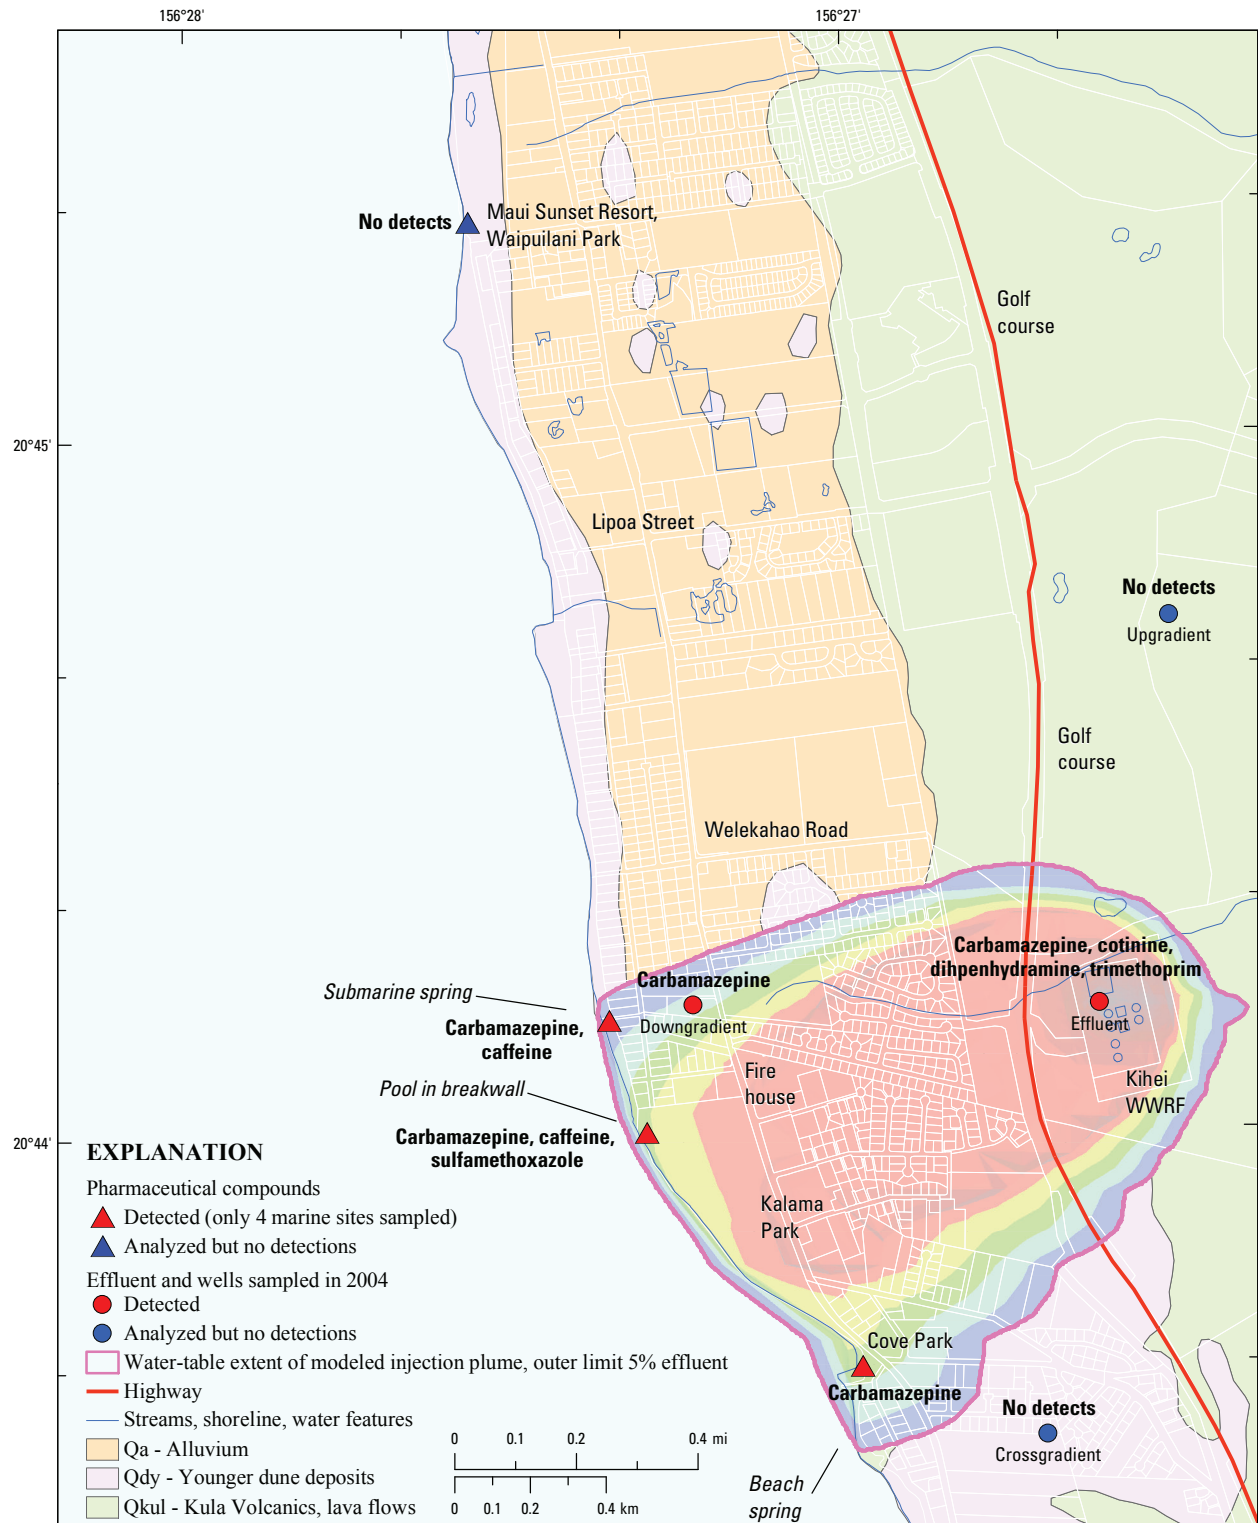 156°28'
156°27'
No detects
Maui Sunset Resort,
Waipuilani Park
Golf
course
20°45'
Lipoa Street
No detects
Upgradient
Golf
course
Welekahao Road
Carbamazepine, cotinine,
dihpenhydramine, trimethoprim
Carbamazepine
Submarine spring
Downgradient
Effluent
Carbamazepine,
caffeine
Fire
house
Kihei
WWRF
Pool in breakwall
Carbamazepine, caffeine,
sulfamethoxazole
20°44'
Kalama
Park
Cove Park
Carbamazepine
No detects
Crossgradient
Beach
spring
EXPLANATION
Pharmaceutical compounds
Detected (only 4 marine sites sampled)
Analyzed but no detections
Effluent and wells sampled in 2004
Detected
Analyzed but no detections
Water-table extent of modeled injection plume, outer limit 5% effluent
Highway
Streams, shoreline, water features
Qa - Alluvium
Qdy - Younger dune deposits
Qkul - Kula Volcanics, lava flows
0 0.1 0.2 0.4 mi
0 0.1 0.2 0.4 km